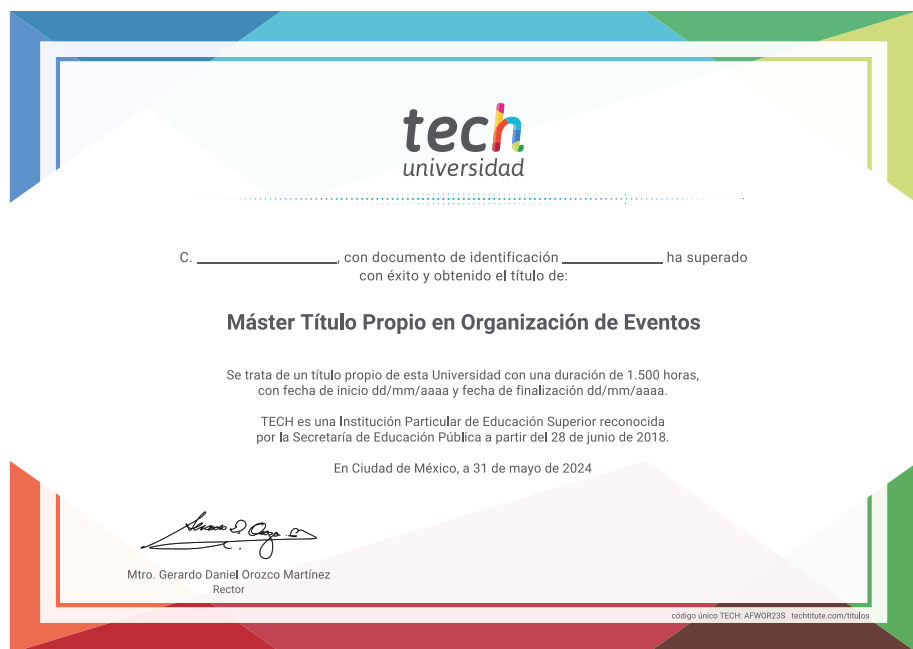 tech
universidad
C. ____________, con documento de identificación ____________ ha superado
con éxito y obtenido el título de:
Máster Título Propio en Organización de Eventos
Se trata de un título propio de esta Universidad con una duración de 1.500 horas,
con fecha de inicio dd/mm/aaaa y fecha de finalización dd/mm/aaaa.
TECH es una Institución Particular de Educación Superior reconocida
por la Secretaría de Educación Pública a partir del 28 de junio de 2018.
En Ciudad de México, a 31 de mayo de 2024
Mtro. Gerardo Daniel Orozco Martínez
Rector
código único TECH: AFWOR23S techtitute.com/titulos